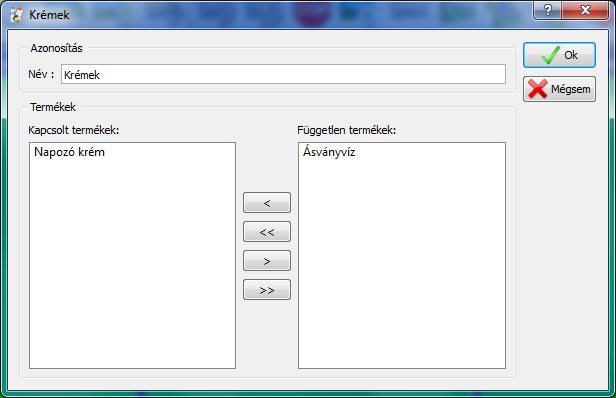 Krémek
Azonosítás
Név :
Krémek
Ok
Mégsem
Termékek
Kapcsolt termékek:
Független termékek:
Napozó krém
Ásványvíz
<
<<
>
>>